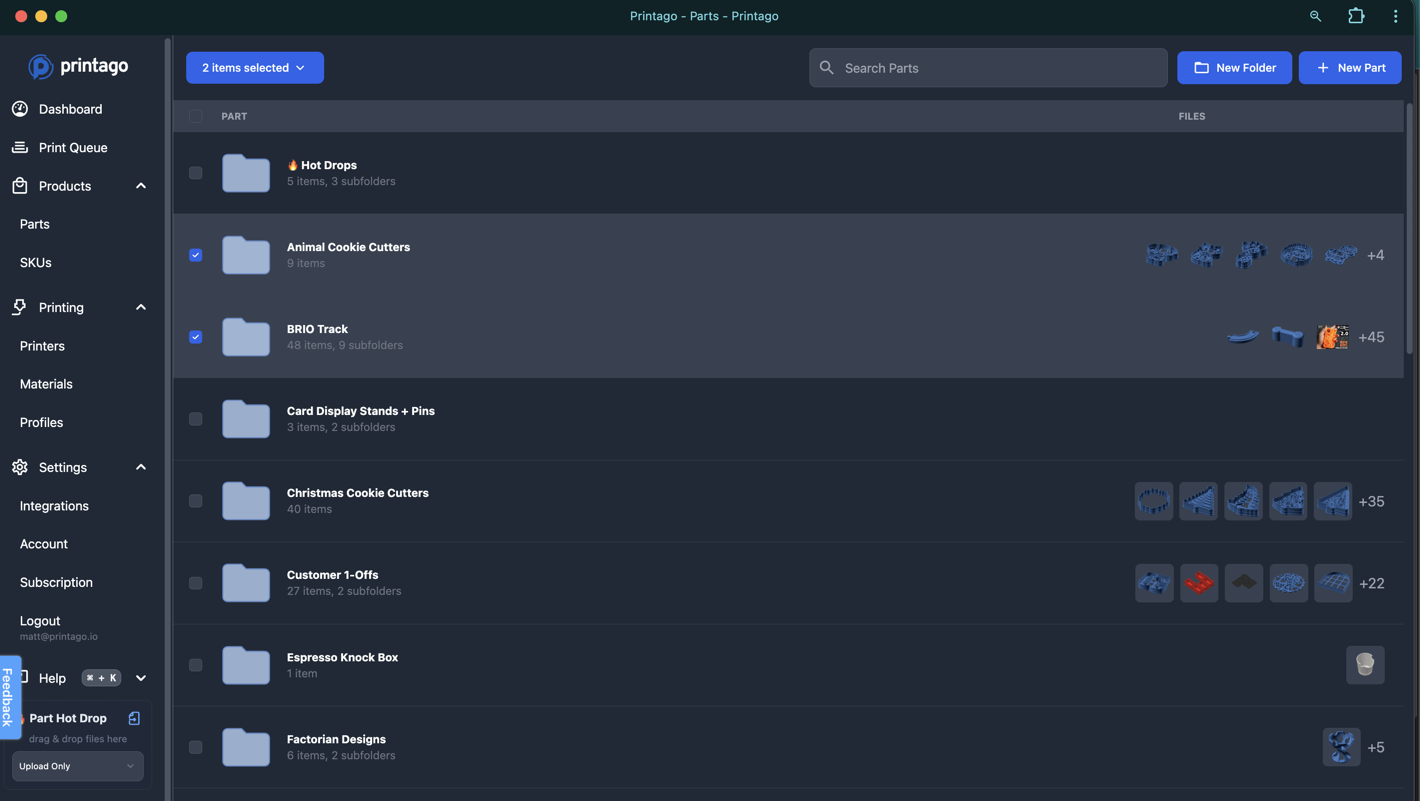 Printago - Parts - Printago
printago
Dashboard
Print Queue
Products
Parts
SKUs
Printing
Printers
Materials
Profiles
Settings
Integrations
Account
Subscription
Logout
matt@printago.io
Help ⌘ + K
Feedback
Part Hot Drop
drag & drop files here
Upload Only
2 items selected
Search Parts
New Folder
+ New Part
PART
FILES
🔥 Hot Drops
5 items, 3 subfolders
Animal Cookie Cutters
9 items
+4
BRIO Track
48 items, 9 subfolders
2.0
+45
Card Display Stands + Pins
3 items, 2 subfolders
Christmas Cookie Cutters
40 items
+35
Customer 1-Offs
27 items, 2 subfolders
+22
Espresso Knock Box
1 item
Factorian Designs
6 items, 2 subfolders
+5